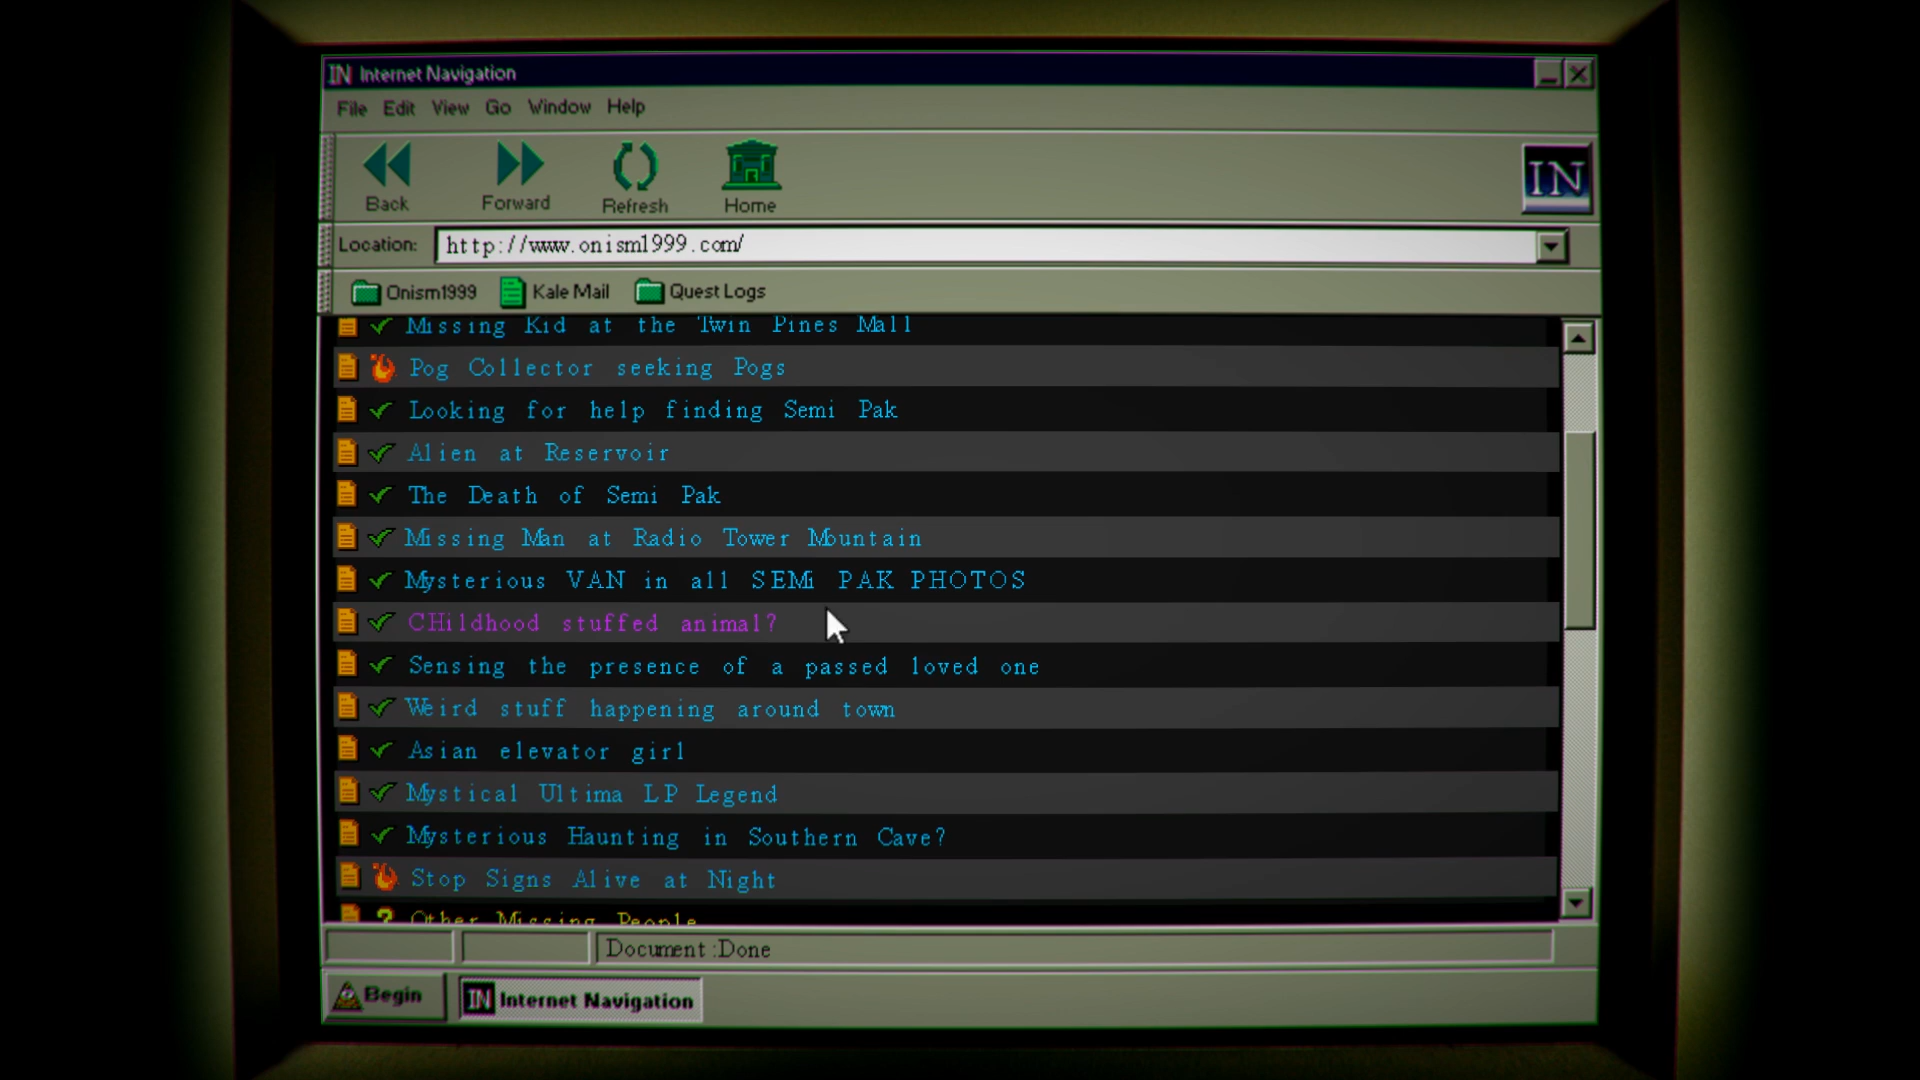 IN Internet Navigation
File Edit View Go Window Help
Back Forward Refresh Home
IN
Location: http://www.onism1999.com/
Onism1999 Kale Mail Quest Logs
Missing Kid at the Twin Pines Mall
Pog Collector seeking Pogs
Looking for help finding Semi Pak
Alien at Reservoir
The Death of Semi Pak
Missing Man at Radio Tower Mountain
Mysterious VAN in all SEMi PAK PHOTOS
CHildhood stuffed animal?
Sensing the presence of a passed loved one
Weird stuff happening around town
Asian elevator girl
Mystical Ultima LP Legend
Mysterious Haunting in Southern Cave?
Stop Signs Alive at Night
? Other Missing People
Document :Done
Begin IN Internet Navigation